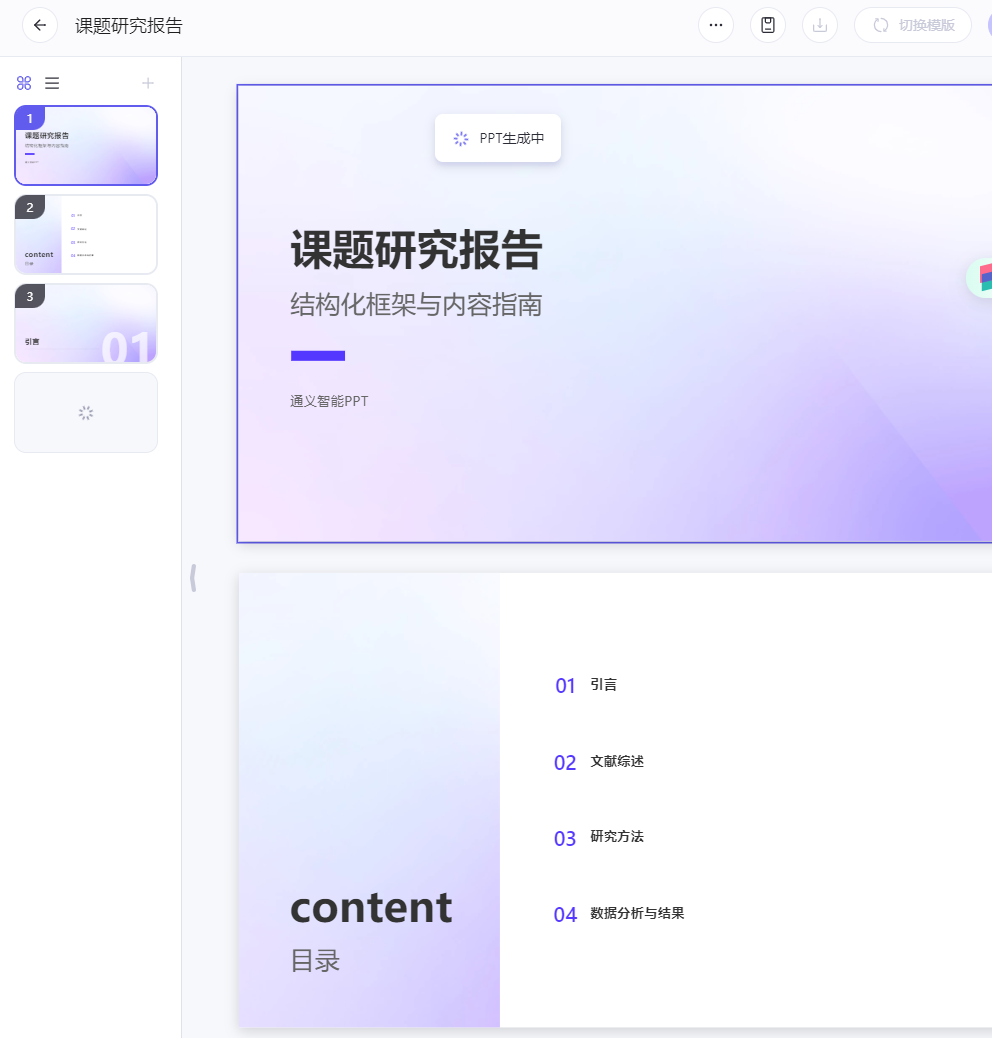 课题研究报告
切换模版
1
课题研究报告
结构化框架与内容指南
2
content
目录
3
引言
01
PPT生成中
课题研究报告
结构化框架与内容指南
通义智能PPT
01 引言
02 文献综述
03 研究方法
04 数据分析与结果
content
目录